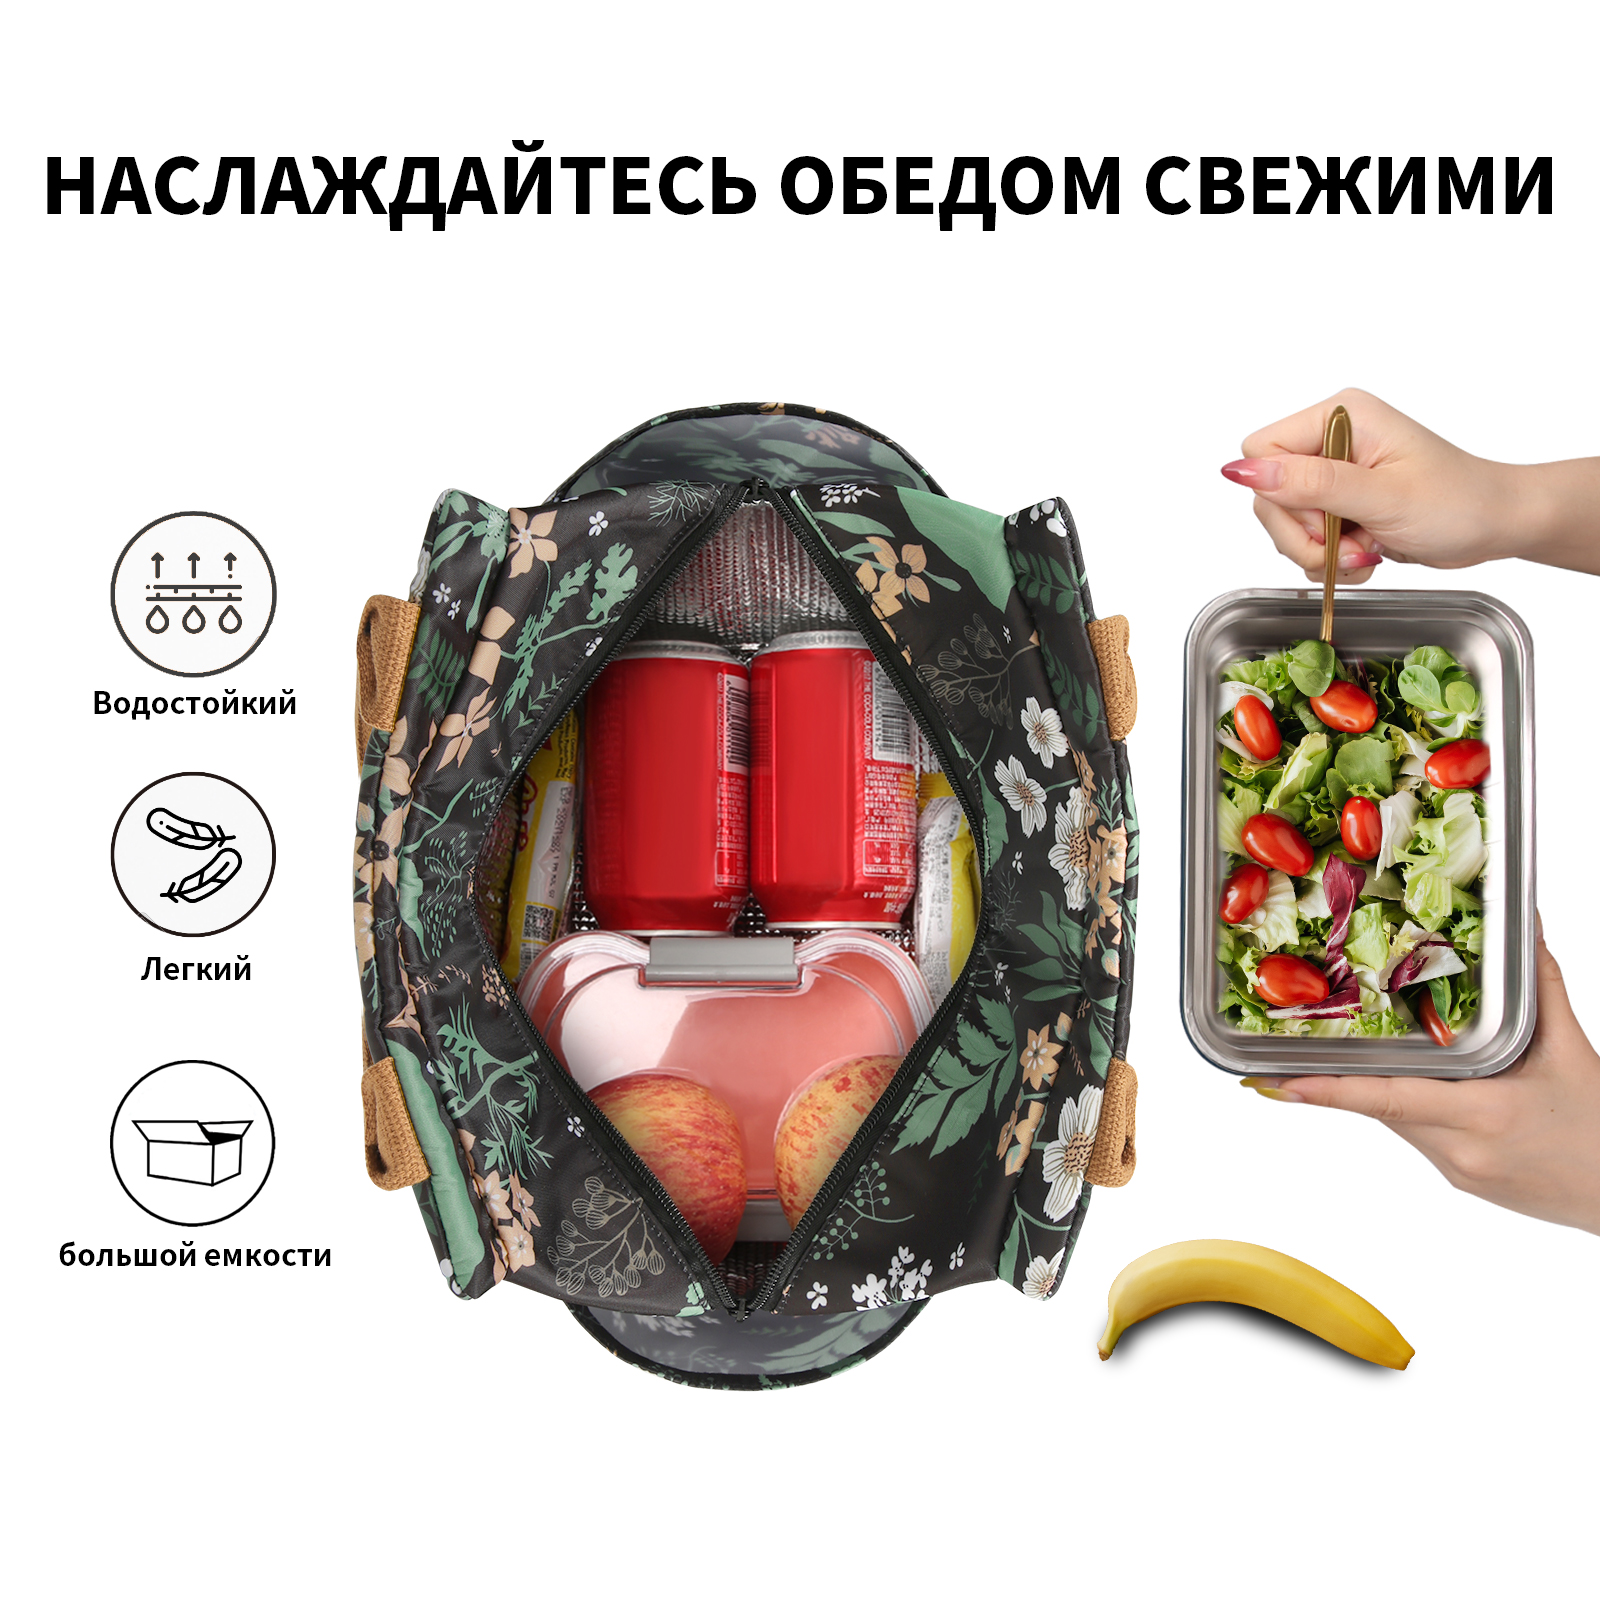 НАСЛАЖДАЙТЕСЬ ОБЕДОМ СВЕЖИМИ
Водостойкий
Легкий
большой емкости